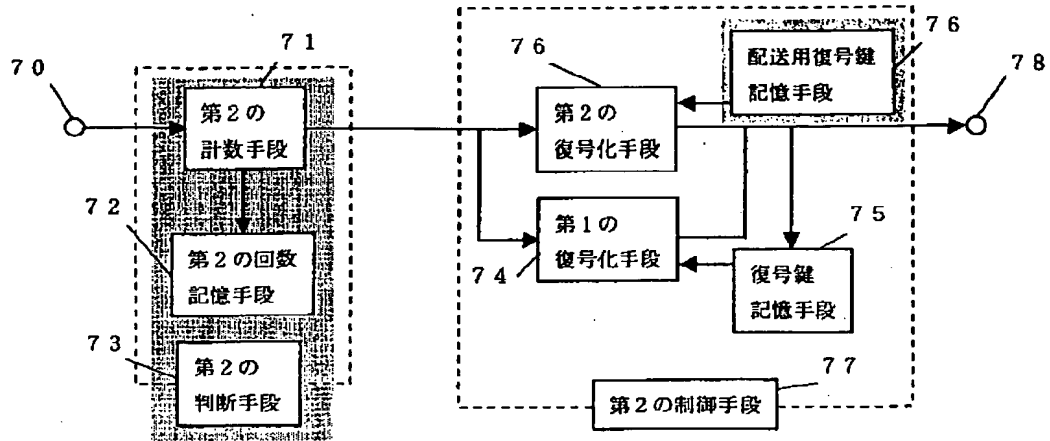 ７０
７１
第２の
計数手段
７２
第２の回数
記憶手段
７３
第２の
判断手段
７６
第２の
復号化手段
配送用復号鍵
記憶手段
７６
７８
第１の
復号化手段
７４
７５
復号鍵
記憶手段
７７
第２の制御手段